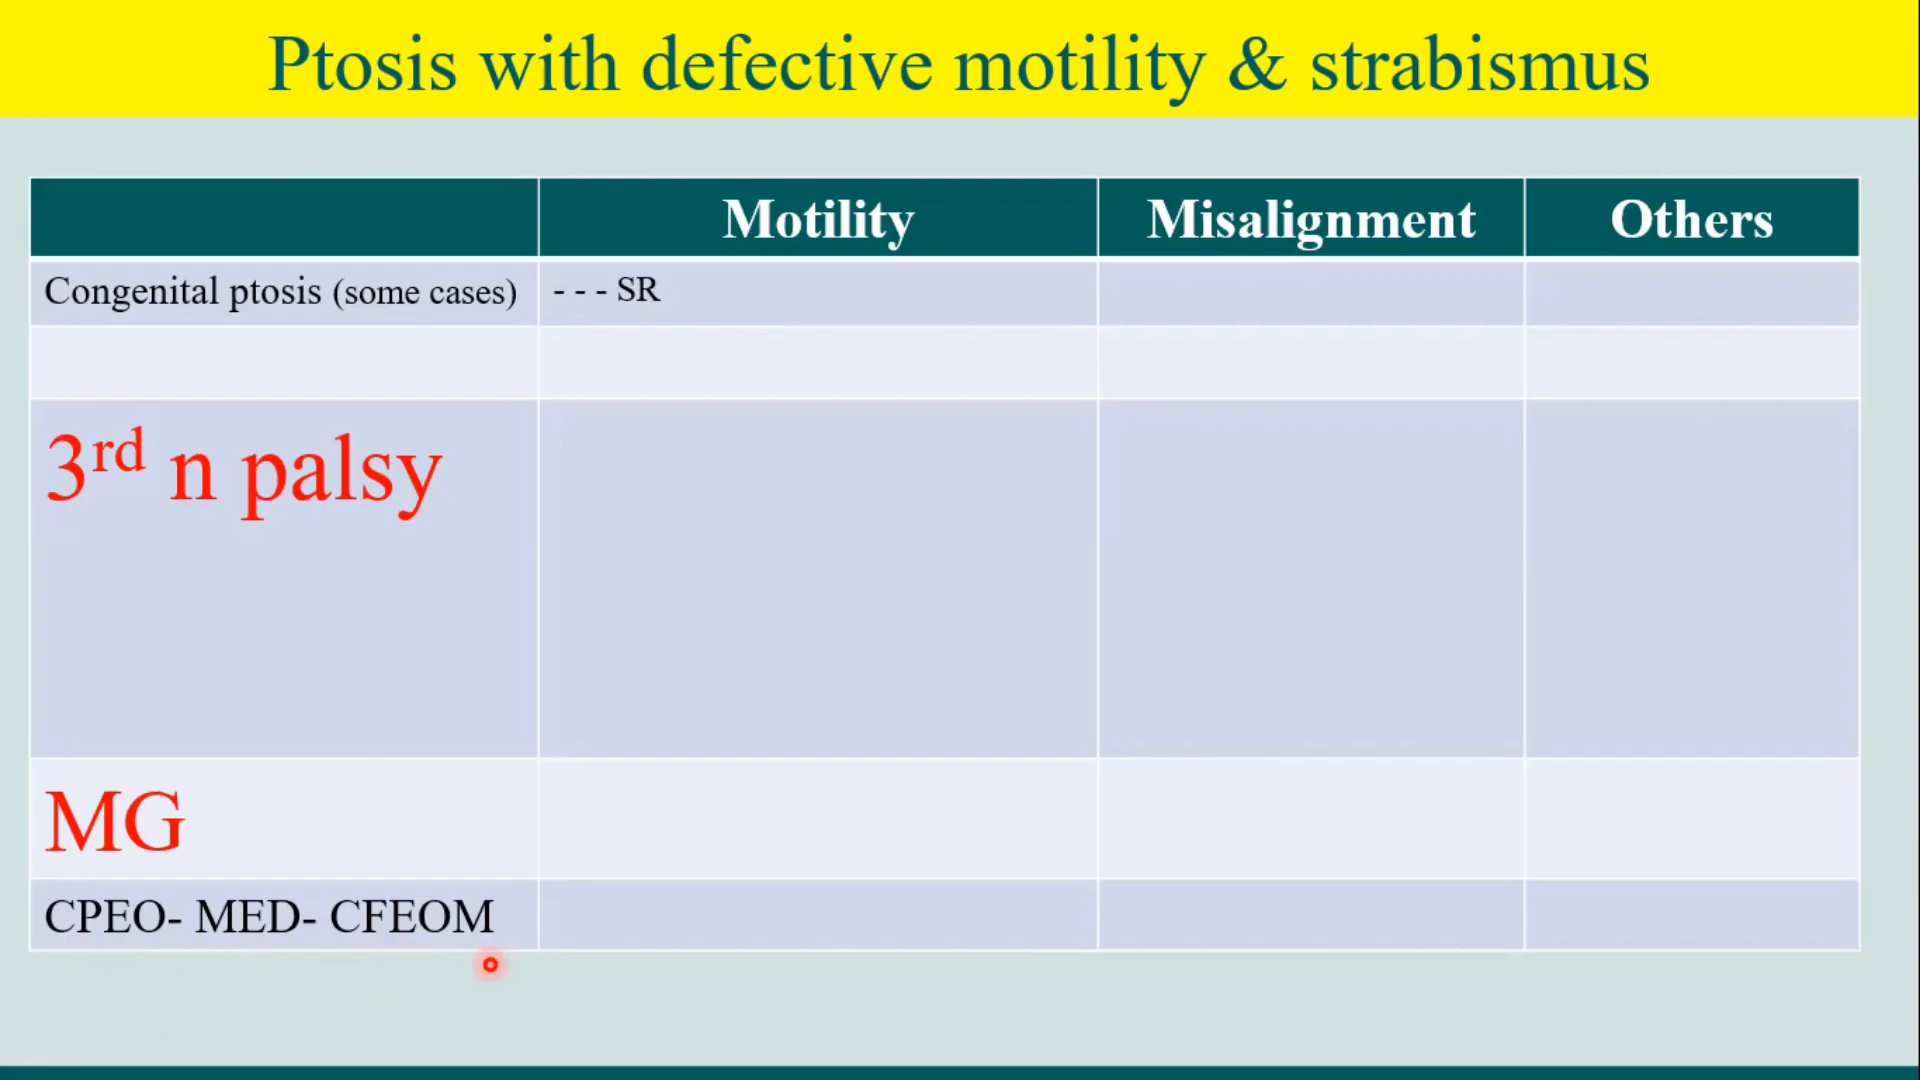 Ptosis with defective motility & strabismus
Motility Misalignment Others
Congenital ptosis (some cases) - - - SR
3rd n palsy
MG
CPEO- MED- CFEOM